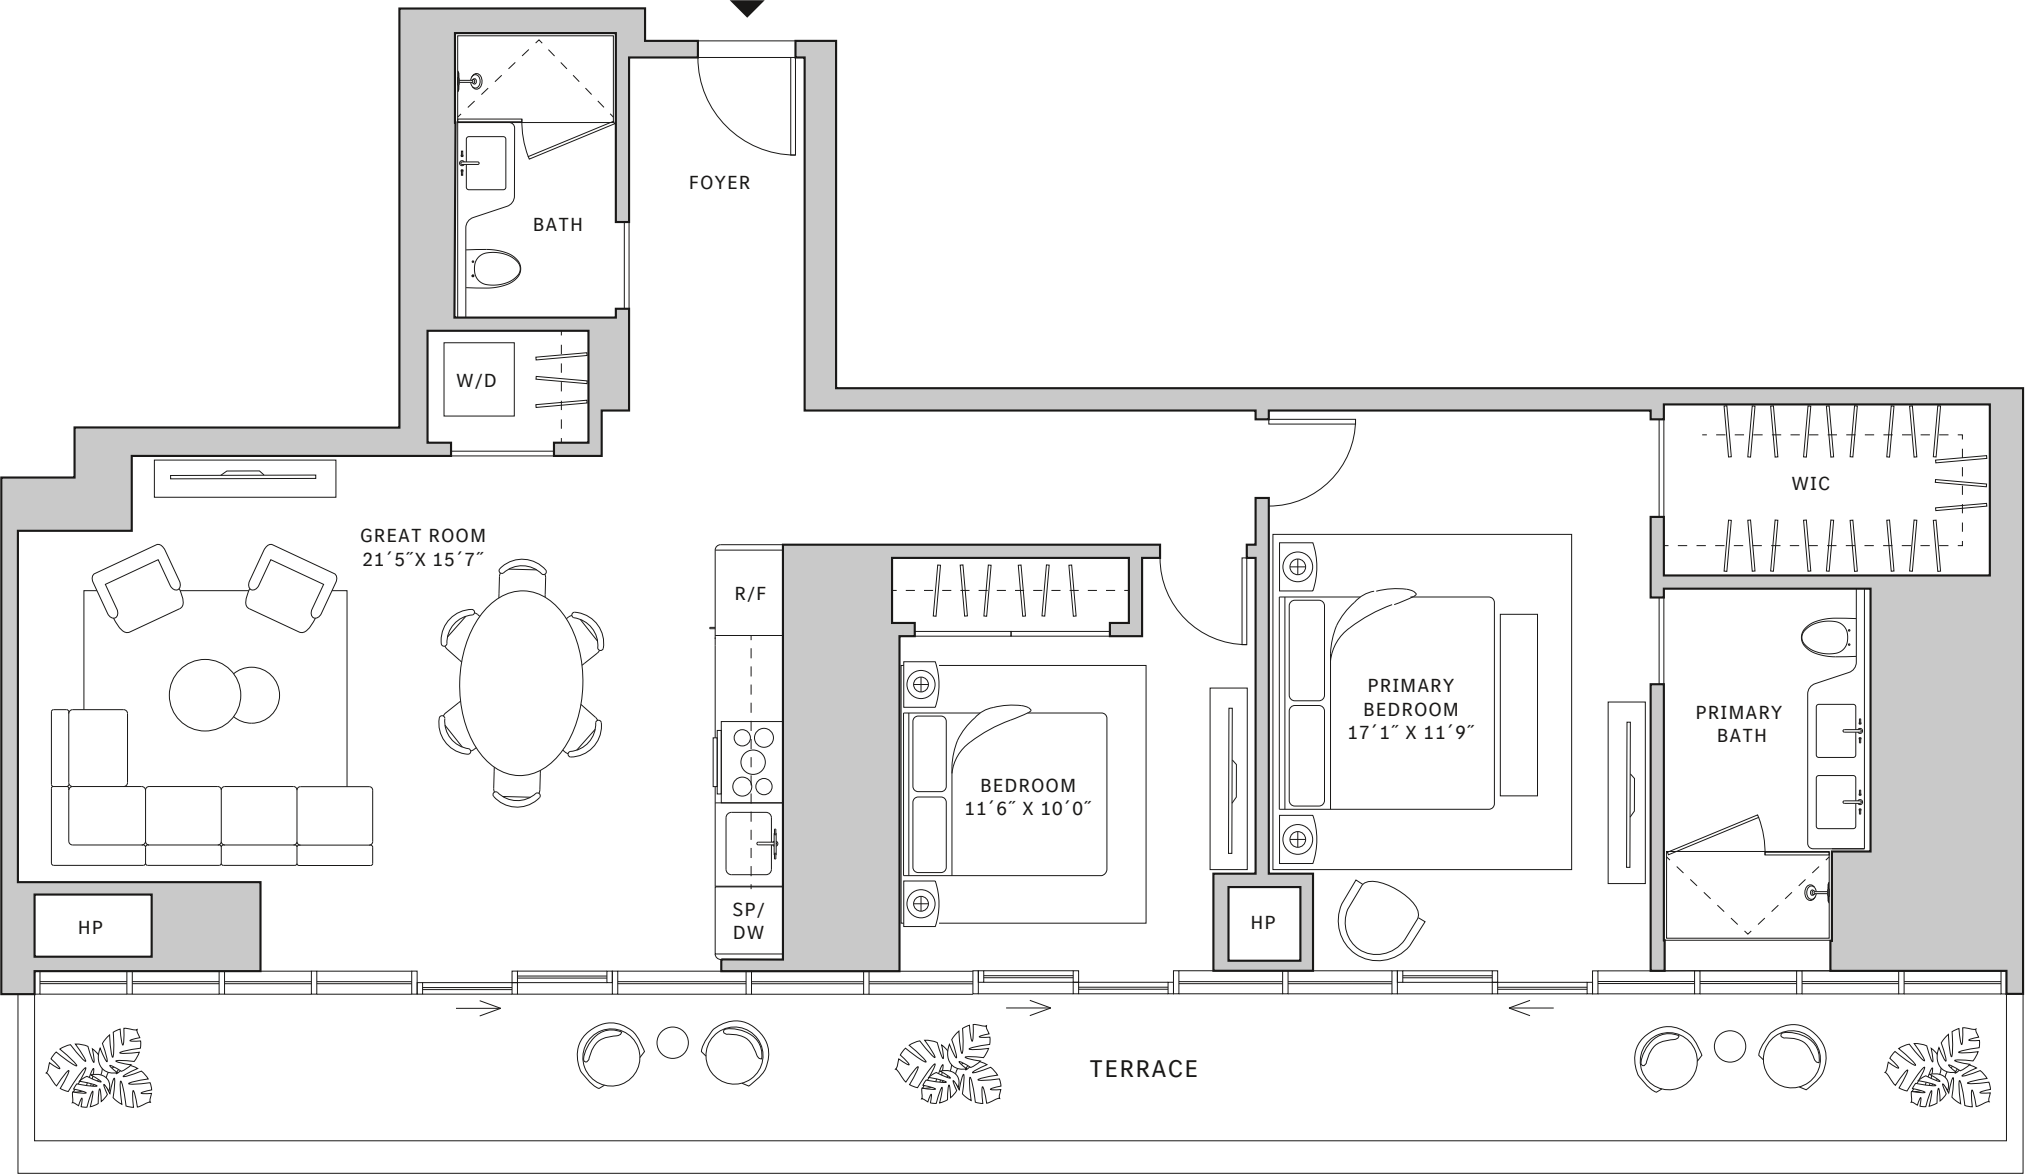 FOYER
BATH
W/D
WIC
GREAT ROOM
21´5˝X 15´7˝
R/F
PRIMARY
BEDROOM
17´1˝ X 11´9˝
PRIMARY
BATH
BEDROOM
11´6˝ X 10´0˝
SP/
DW
HP
HP
TERRACE